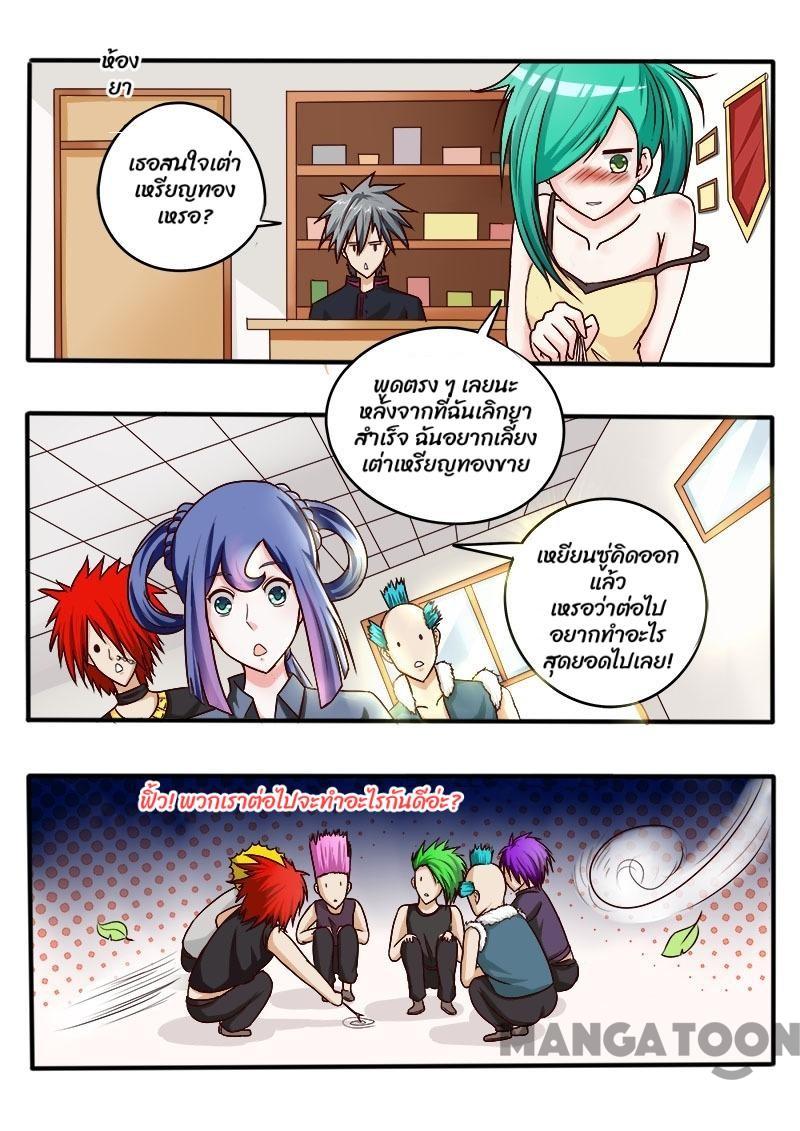 ห้อง
ยา
เธอสนใจเต่า
เหรียญทอง
เหรอ?
พูดตรง ๆ เลยนะ
หลังจากที่ฉันเลิกยา
สำเร็จ ฉันอยากเลี้ยง
เต่าเหรียญทองขาย
เหยียนซู่คิดออก
แล้ว
เหรอว่าต่อไป
อยากทำอะไร
สุดยอดไปเลย!
ฟิ้ว! พวกเราต่อไปจะทำอะไรกันดีอ่ะ?
MANGATOON